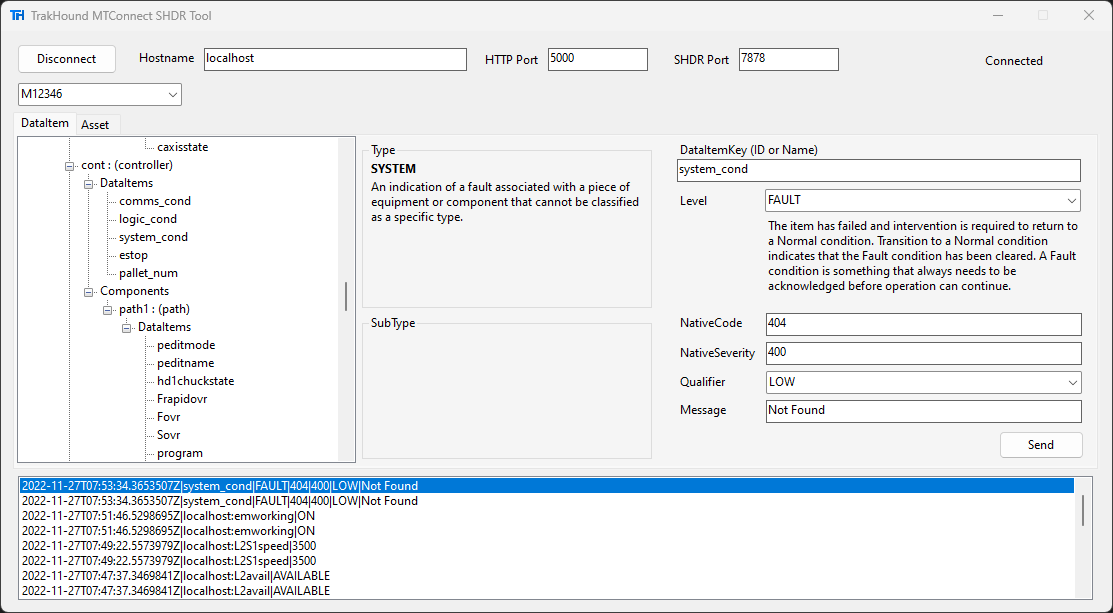 TrakHound MTConnect SHDR Tool
Disconnect
Hostname
localhost
HTTP Port
5000
SHDR Port
7878
Connected
M12346
DataItem
Asset
caxisstate
cont : (controller)
DataItems
comms_cond
logic_cond
system_cond
estop
pallet_num
Components
path1 : (path)
DataItems
peditmode
peditname
hd1chuckstate
Frapidovr
Fovr
Sovr
program
Type
SYSTEM
An indication of a fault associated with a piece of
equipment or component that cannot be classified
as a specific type.
SubType
DataItemKey (ID or Name)
system_cond
Level
FAULT
The item has failed and intervention is required to return to
a Normal condition. Transition to a Normal condition
indicates that the Fault condition has been cleared. A Fault
condition is something that always needs to be
acknowledged before operation can continue.
NativeCode
404
NativeSeverity
400
Qualifier
LOW
Message
Not Found
Send
2022-11-27T07:53:34.3653507Z|system_cond|FAULT|404|400|LOW|Not Found
2022-11-27T07:53:34.3653507Z|system_cond|FAULT|404|400|LOW|Not Found
2022-11-27T07:51:46.5298695Z|localhost:emworking|ON
2022-11-27T07:51:46.5298695Z|localhost:emworking|ON
2022-11-27T07:49:22.5573979Z|localhost:L2S1speed|3500
2022-11-27T07:49:22.5573979Z|localhost:L2S1speed|3500
2022-11-27T07:47:37.3469841Z|localhost:L2avail|AVAILABLE
2022-11-27T07:47:37.3469841Z|localhost:L2avail|AVAILABLE